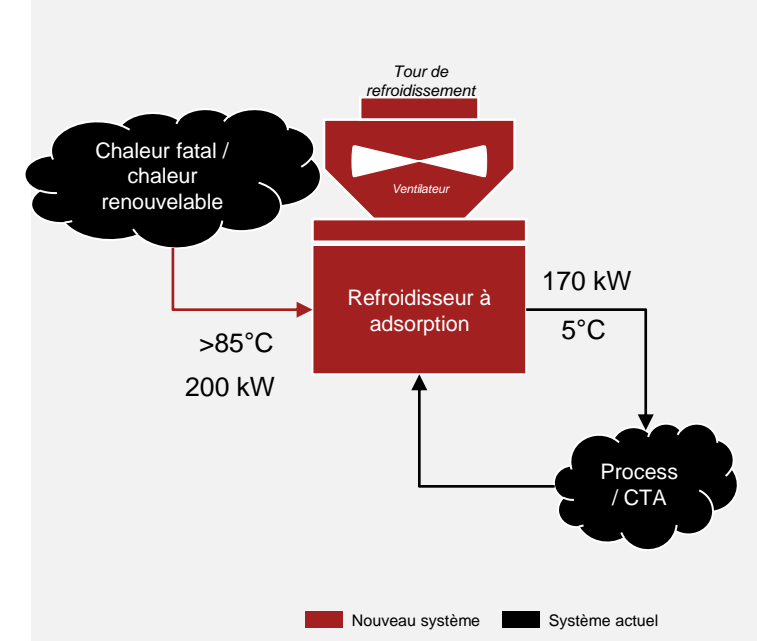 Tour de
refroidissement
Chaleur fatal /
chaleur
renouvelable
Ventilateur
Refroidisseur à
adsorption
170 kW
5°C
>85°C
200 kW
Process
/ CTA
Nouveau système
Système actuel